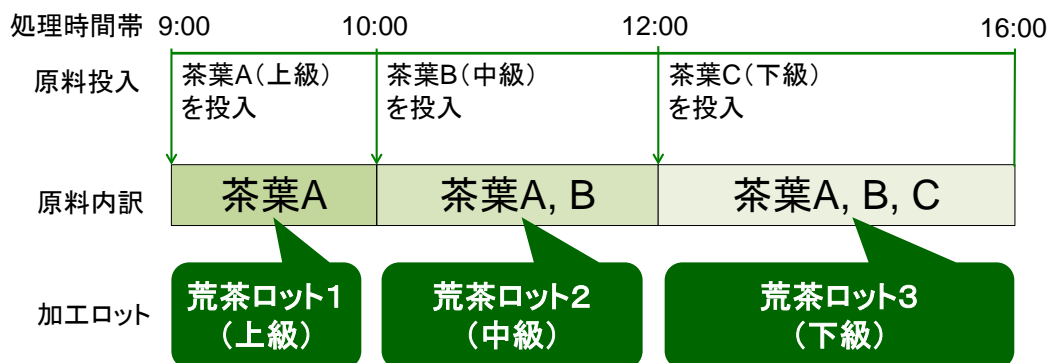 処理時間帯 9:00 10:00 12:00 16:00
原料投入 茶葉A（上級） 茶葉B（中級） 茶葉C（下級）
を投入 を投入 を投入
原料内訳 茶葉A 茶葉A, B 茶葉A, B, C
荒茶ロット１ 荒茶ロット２ 荒茶ロット３
加工ロット （上級） （中級） （下級）